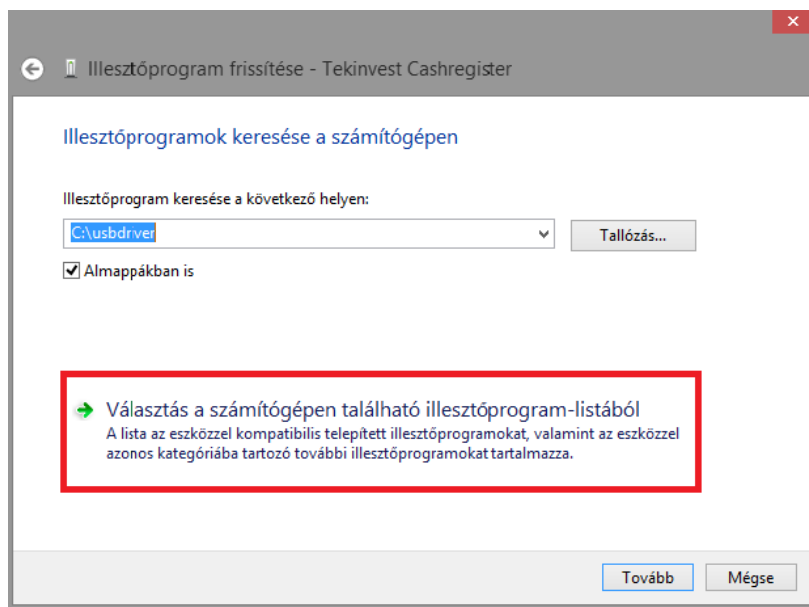 Illesztőprogram frissítése - Tekinvest Cashregister
Illesztőprogramok keresése a számítógépen
Illesztőprogram keresése a következő helyen:
C:\usbdriver
Tallózás...
Almappákban is
Választás a számítógépen található illesztőprogram-listából
A lista az eszközzel kompatibilis telepített illesztőprogramokat, valamint az eszközzel
azonos kategóriába tartozó további illesztőprogramokat tartalmazza.
Tovább
Mégse